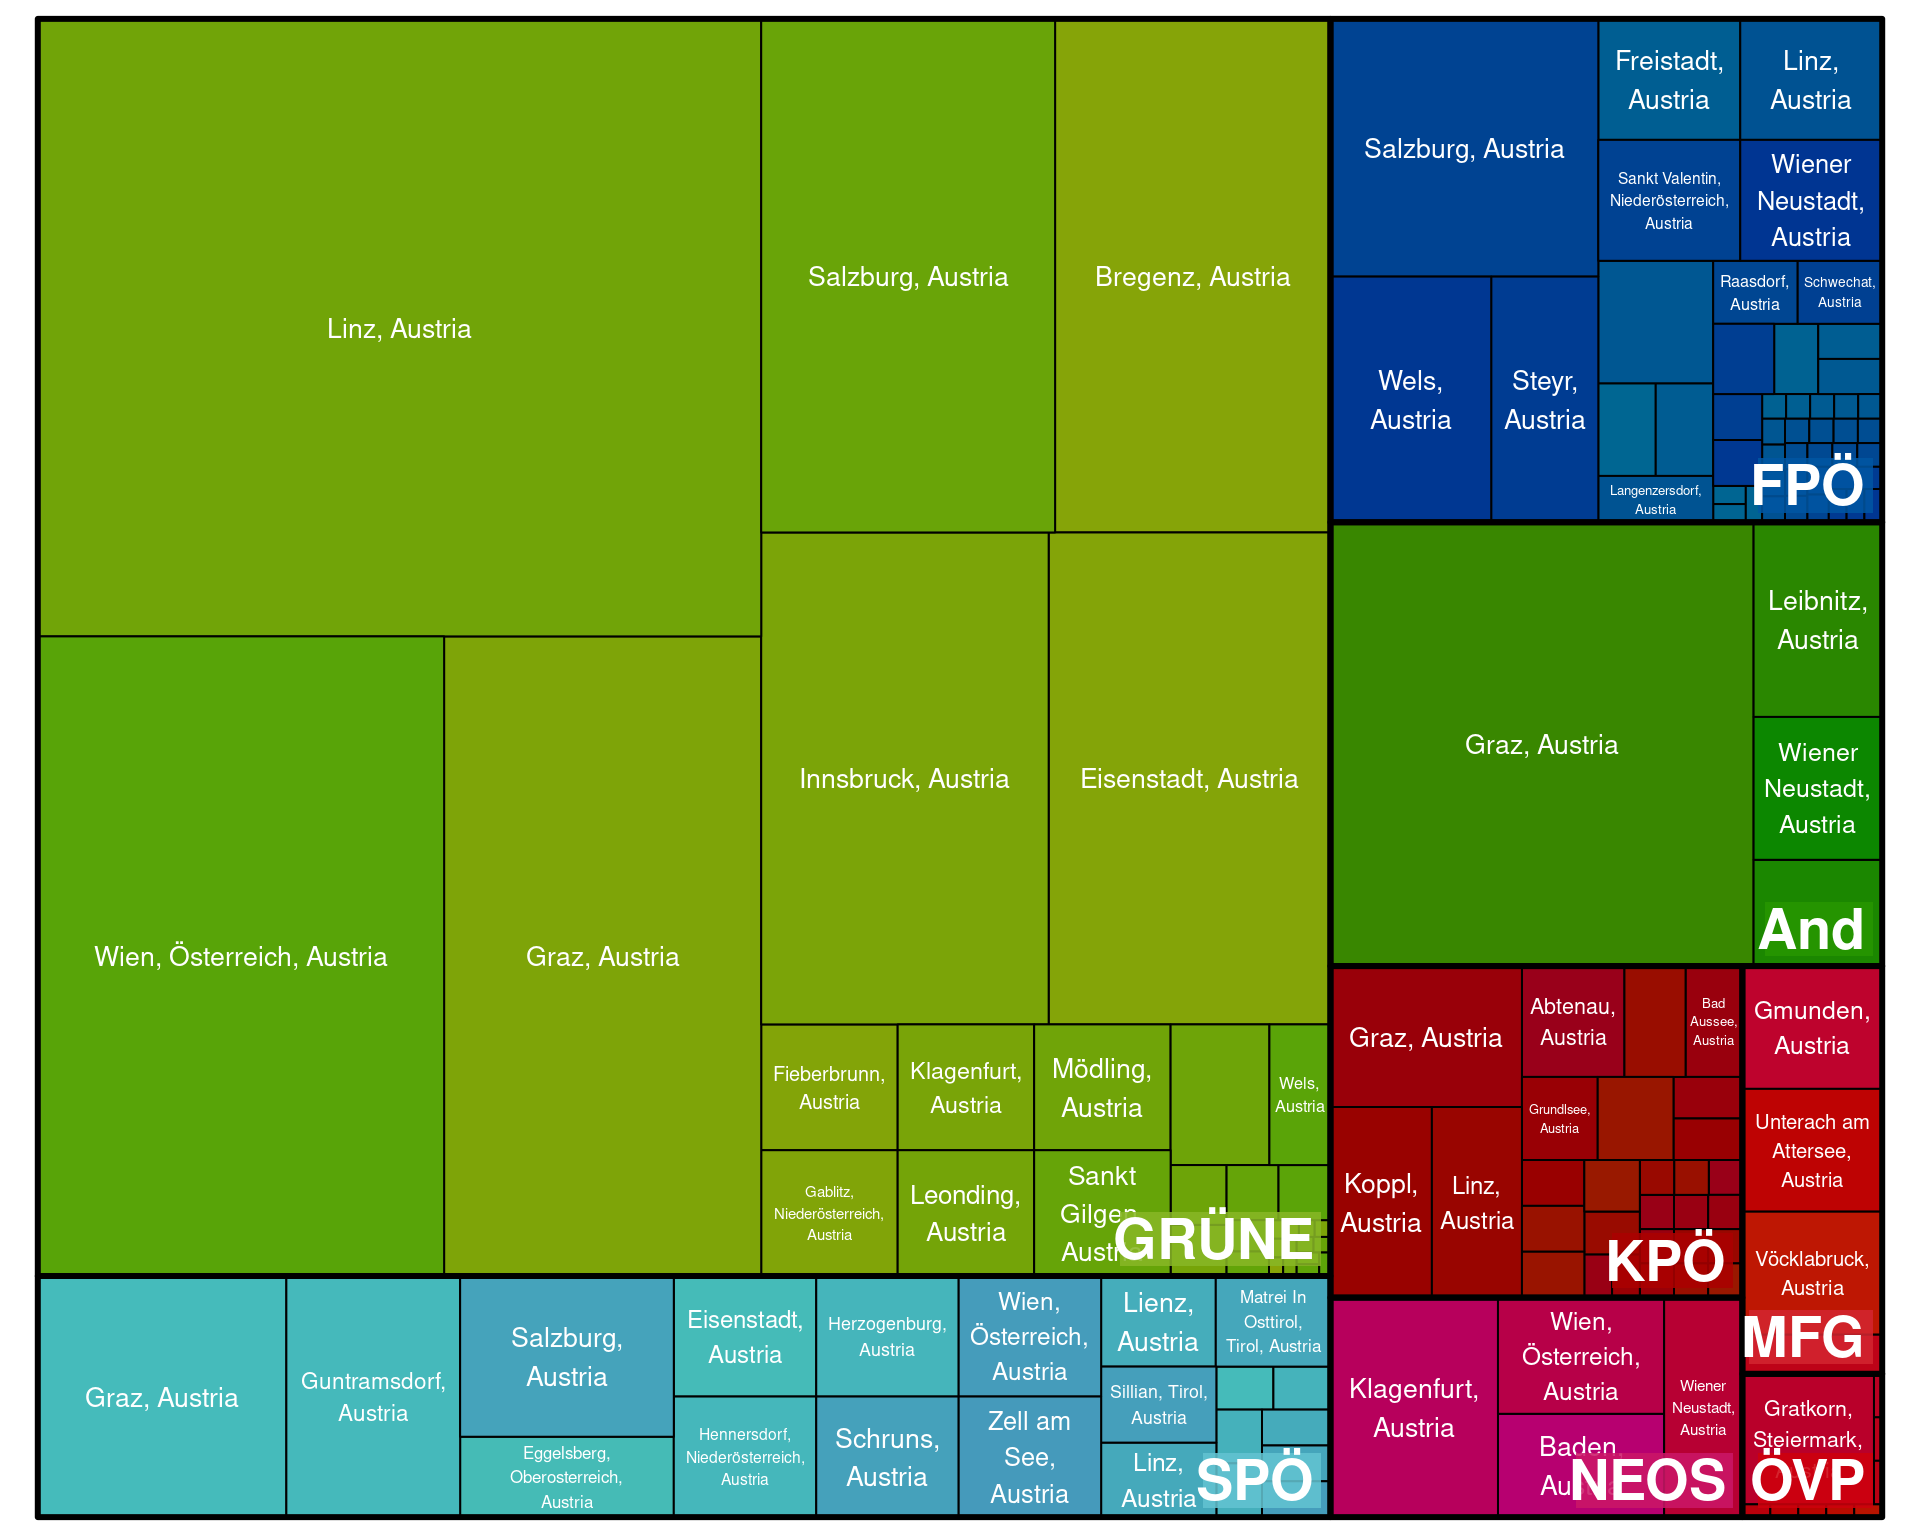 Linz, Austria
Salzburg, Austria
Bregenz, Austria
Wien, Österreich, Austria
Graz, Austria
Innsbruck, Austria
Eisenstadt, Austria
Fieberbrunn,
Austria
Klagenfurt,
Austria
Mödling,
Austria
Wels,
Austria
Gablitz,
Niederösterreich,
Austria
Leonding,
Austria
Sankt
Gilgen,
Austria
GRÜNE
Salzburg, Austria
Freistadt,
Austria
Linz,
Austria
Sankt Valentin,
Niederösterreich,
Austria
Wiener
Neustadt,
Austria
Wels,
Austria
Steyr,
Austria
Raasdorf,
Austria
Schwechat,
Austria
Langenzersdorf,
Austria
FPÖ
Graz, Austria
Leibnitz,
Austria
Wiener
Neustadt,
Austria
And
Graz, Austria
Abtenau,
Austria
Bad
Aussee,
Austria
Grundlsee,
Austria
Koppl,
Austria
Linz,
Austria
KPÖ
Gmunden,
Austria
Unterach am
Attersee,
Austria
Vöcklabruck,
Austria
MFG
Graz, Austria
Guntramsdorf,
Austria
Salzburg,
Austria
Eggelsberg,
Oberosterreich,
Austria
Eisenstadt,
Austria
Hennersdorf,
Niederösterreich,
Austria
Herzogenburg,
Austria
Schruns,
Austria
Wien,
Österreich,
Austria
Zell am
See,
Austria
Lienz,
Austria
Sillian, Tirol,
Austria
Linz,
Austria
Matrei In
Osttirol,
Tirol, Austria
SPÖ
Klagenfurt,
Austria
Wien,
Österreich,
Austria
Baden,
Austria
Wiener
Neustadt,
Austria
NEOS
Gratkorn,
Steiermark,
Austria
ÖVP